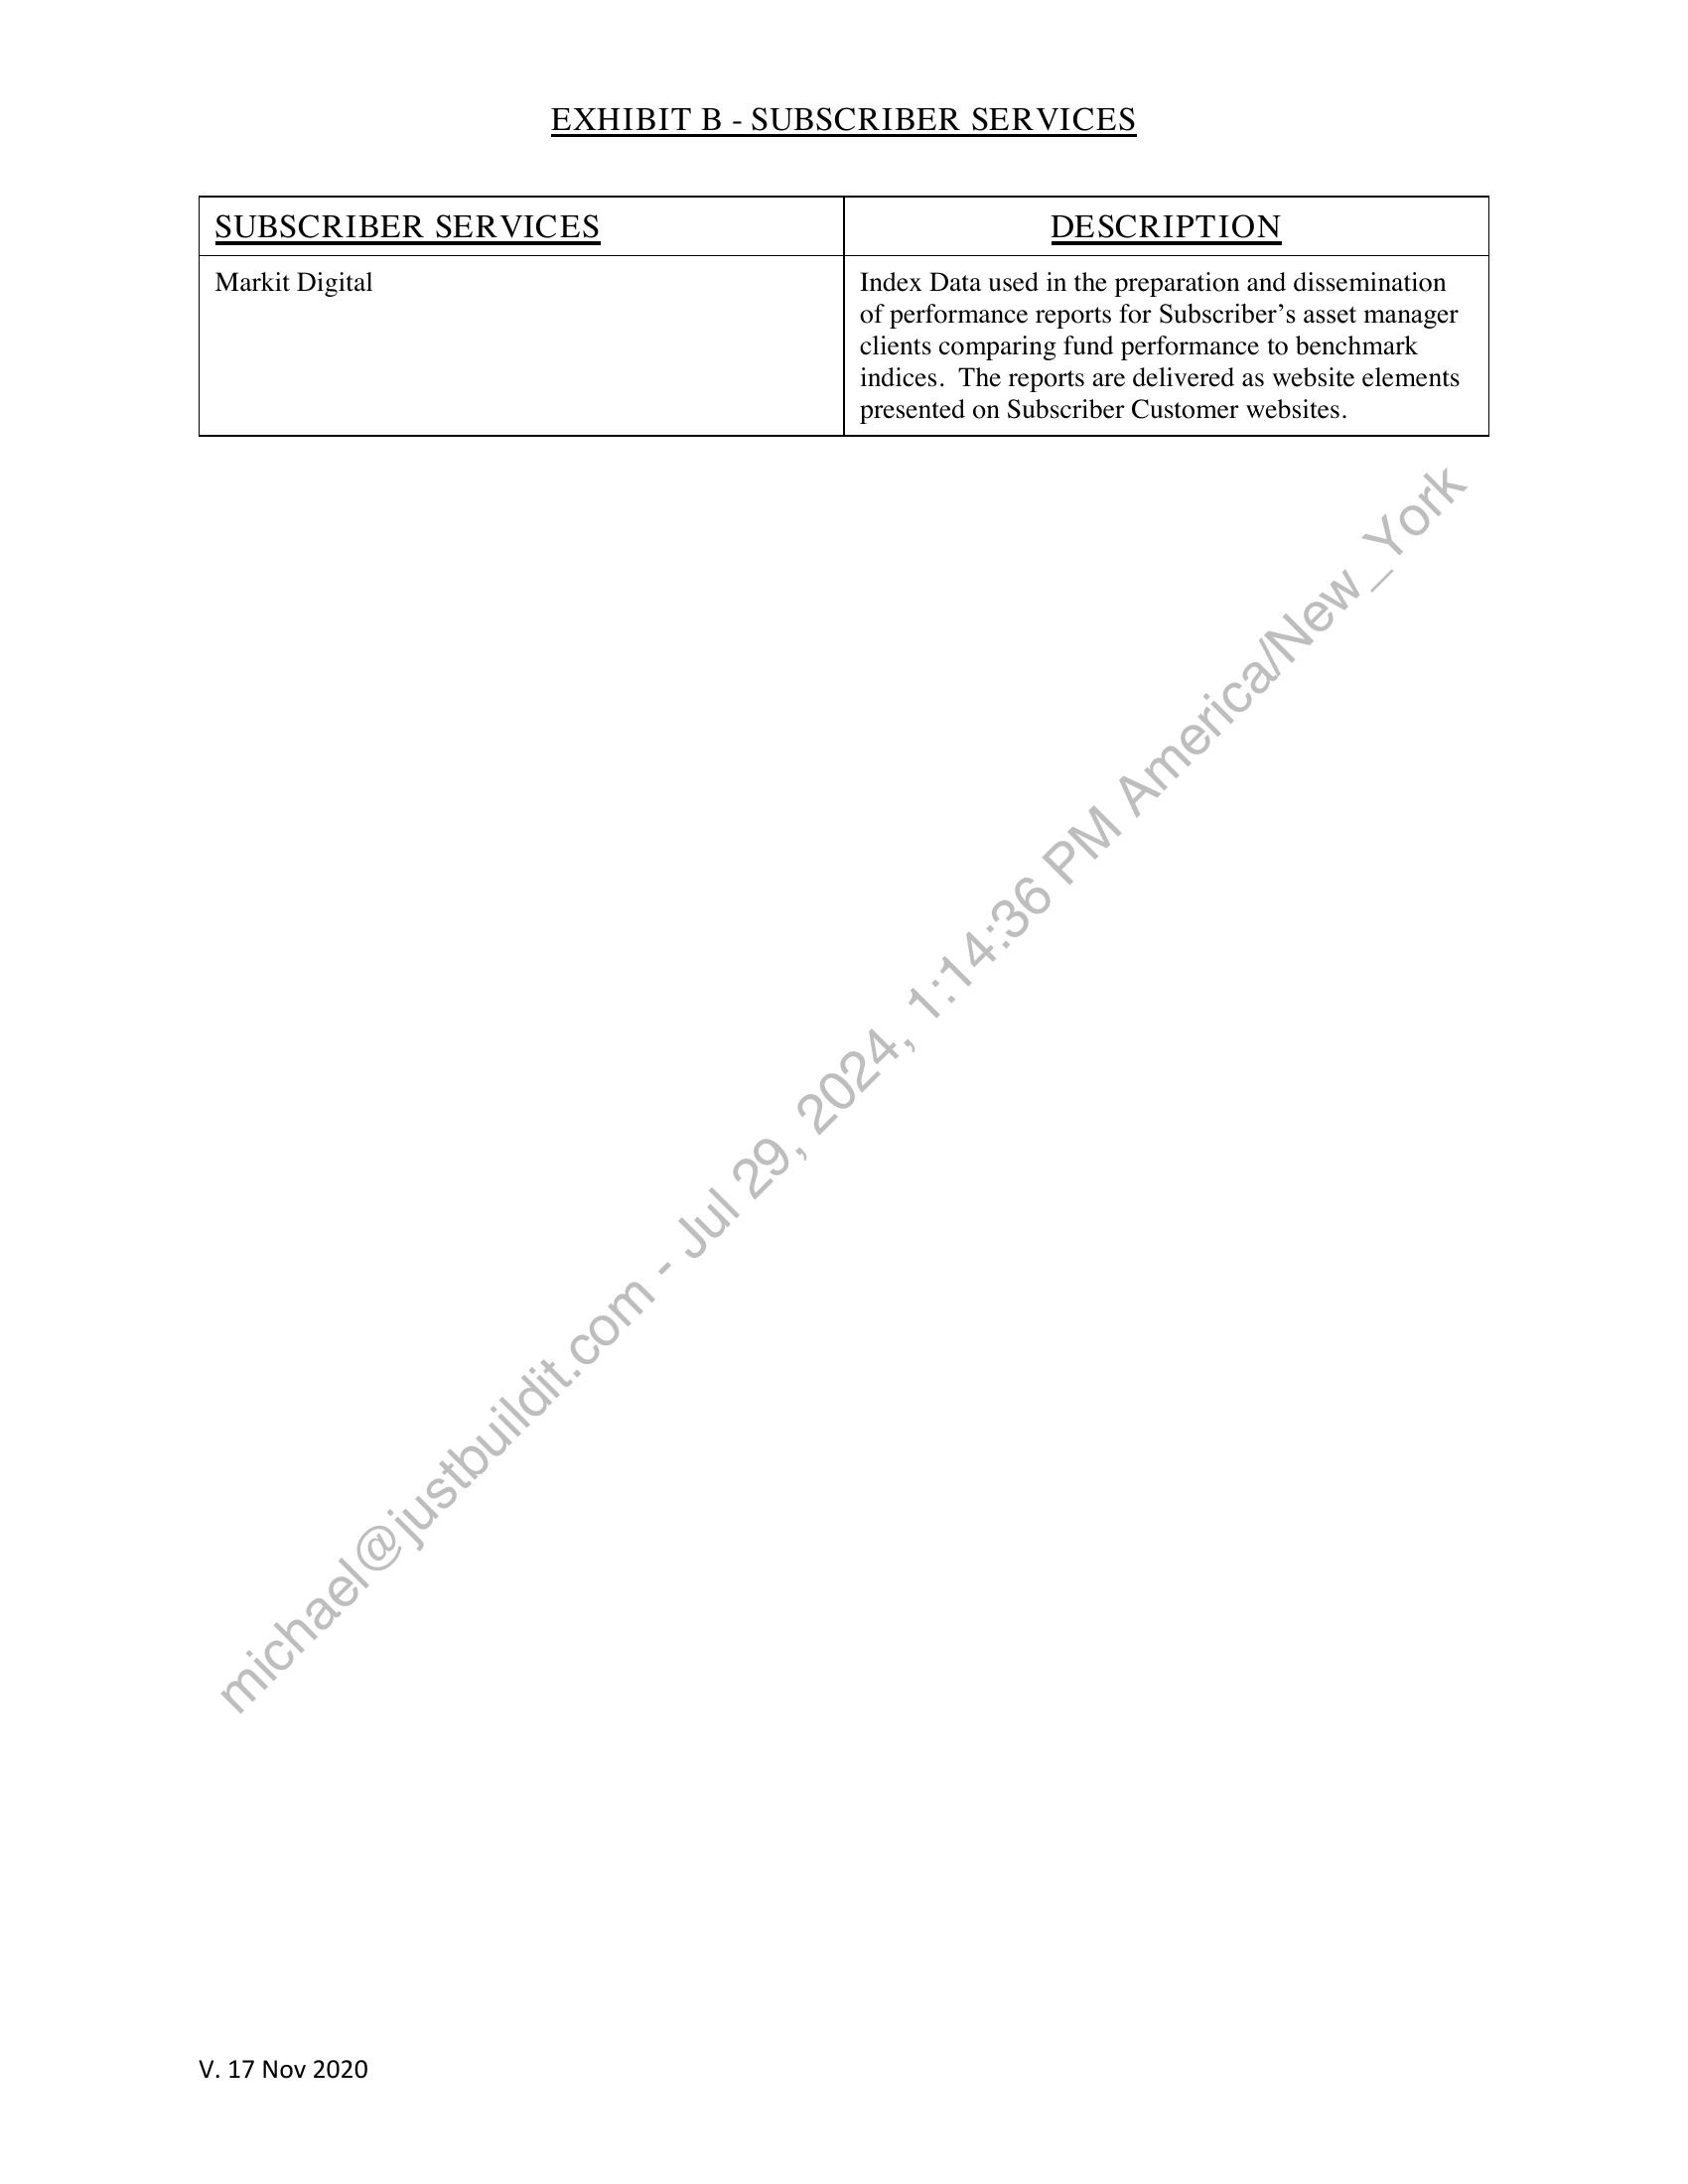 EXHIBIT B - SUBSCRIBER SERVICES
SUBSCRIBER SERVICES
DESCRIPTION
Markit Digital
Index Data used in the preparation and dissemination
of performance reports for Subscriber’s asset manager
clients comparing fund performance to benchmark
indices.  The reports are delivered as website elements
presented on Subscriber Customer websites.
michael@justbuildit.com - Jul 29, 2024, 1:14:36 PM America/New_York
V. 17 Nov 2020